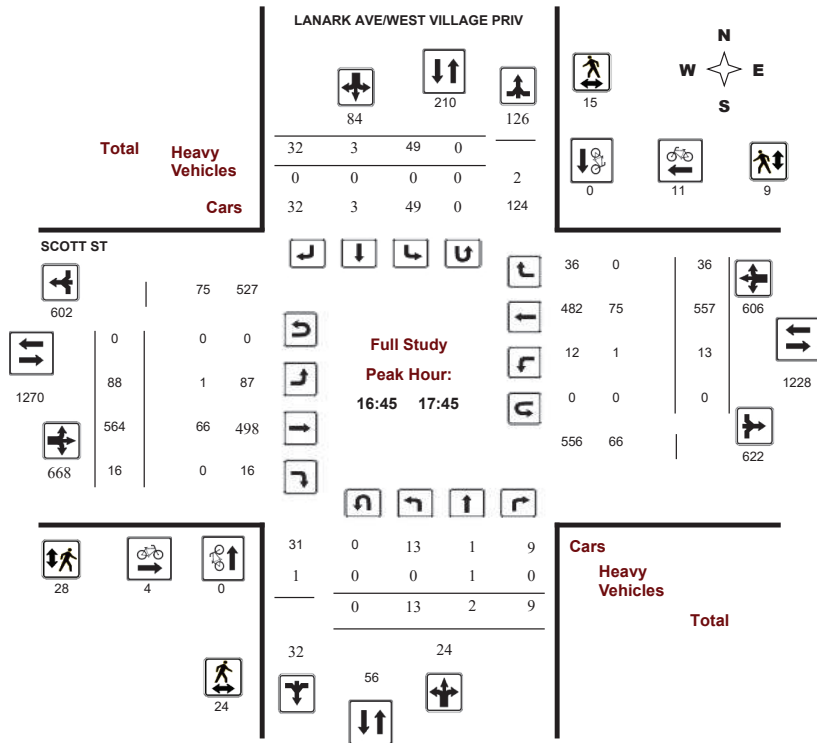 LANARK AVE/WEST VILLAGE PRIV
N
W E
S
210
15
84 126
Total Heavy
Vehicles
32 3 49 0
0 0 0 0 2
0 11 9
Cars 32 3 49 0 124
SCOTT ST
602
75 527
36 0 36
606
482 75 557
0 0 0
Full Study
12 1 13
1270
88 1 87
Peak Hour:
1228
16:45 17:45
0 0 0
564 66 498
556 66
622
668
16 0 16
31 0 13 1 9
Cars
1 0 0 1 0
Heavy
Vehicles
28 4 0
0 13 2 9
Total
32 24
56
24